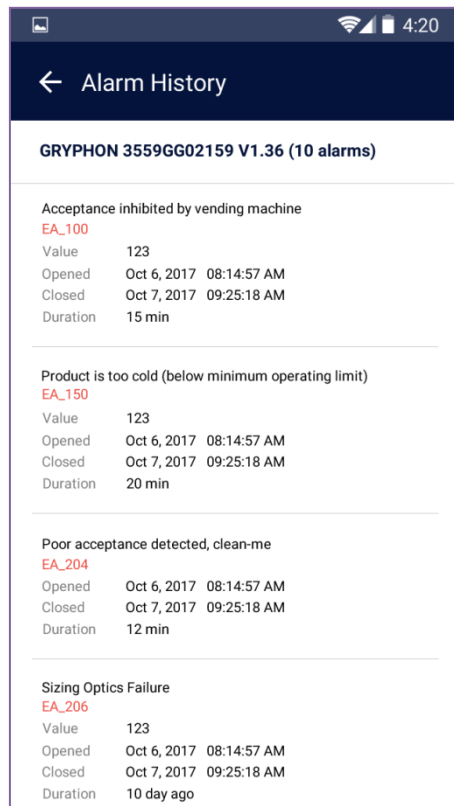 4:20
Alarm History
GRYPHON 3559GG02159 V1.36 (10 alarms)
Acceptance inhibited by vending machine
EA_100
Value 123
Opened Oct 6, 2017 08:14:57 AM
Closed Oct 7, 2017 09:25:18 AM
Duration 15 min
Product is too cold (below minimum operating limit)
EA_150
Value 123
Opened Oct 6, 2017 08:14:57 AM
Closed Oct 7, 2017 09:25:18 AM
Duration 20 min
Poor acceptance detected, clean-me
EA_204
Opened Oct 6, 2017 08:14:57 AM
Closed Oct 7, 2017 09:25:18 AM
Duration 12 min
Sizing Optics Failure
EA_206
Value 123
Opened Oct 6, 2017 08:14:57 AM
Closed Oct 7, 2017 09:25:18 AM
Duration 10 day ago